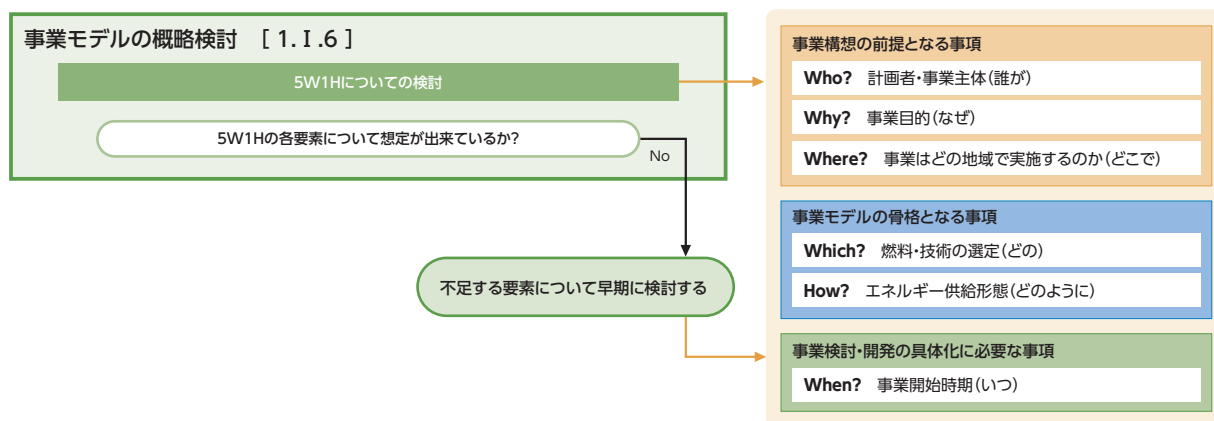 事業モデルの概略検討 [ 1. Ⅰ.6 ]
5W1Hについての検討
5W1Hの各要素について想定が出来ているか?
No
不足する要素について早期に検討する
事業構想の前提となる事項
Who? 計画者・事業主体(誰が)
Why? 事業目的(なぜ)
Where? 事業はどの地域で実施するのか(どこで)
事業モデルの骨格となる事項
Which? 燃料・技術の選定(どの)
How? エネルギー供給形態(どのように)
事業検討・開発の具体化に必要な事項
When? 事業開始時期(いつ)